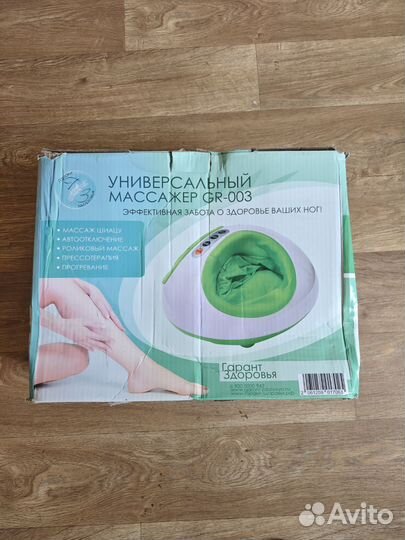 УНИВЕРСАЛЬНЫЙ
МАССАЖЕР GR-003
ЭФФЕКТИВНАЯ ЗАБОТА О ЗДОРОВЬЕ ВАШИХ НОГ!
• МАССАЖ ШИАЦУ
• АВТООТКЛЮЧЕНИЕ
• РОЛИКОВЫЙ МАССАЖ
• ПРЕССОТЕРАПИЯ
• ПРОГРЕВАНИЕ
Гарант
Здоровья
Avito